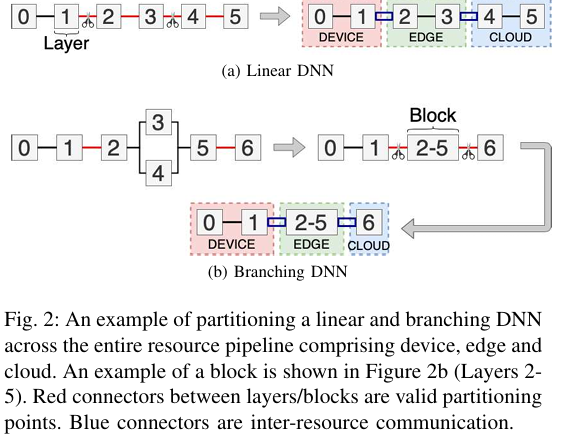 0 1 2 3 4 5 0 1 2 3 4 5
Layer DEVICE EDGE CLOUD
(a) Linear DNN
Block
0 1 2 3 4 5 6 0 1 2-5 6
0 1 2-5 6
DEVICE EDGE CLOUD
(b) Branching DNN
Fig. 2: An example of partitioning a linear and branching DNN
across the entire resource pipeline comprising device, edge and
cloud. An example of a block is shown in Figure 2b (Layers 2-
5). Red connectors between layers/blocks are valid partitioning
points. Blue connectors are inter-resource communication.